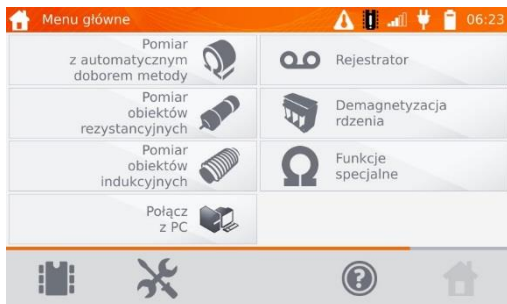 Menu główne
06:23
Pomiar
z automatycznym
doborem metody
Rejestrator
Pomiar
obiektów
rezystancyjnych
Demagnetyzacja
rdzenia
Pomiar
obiektów
indukcyjnych
Funkcje
specjalne
Połącz
z PC